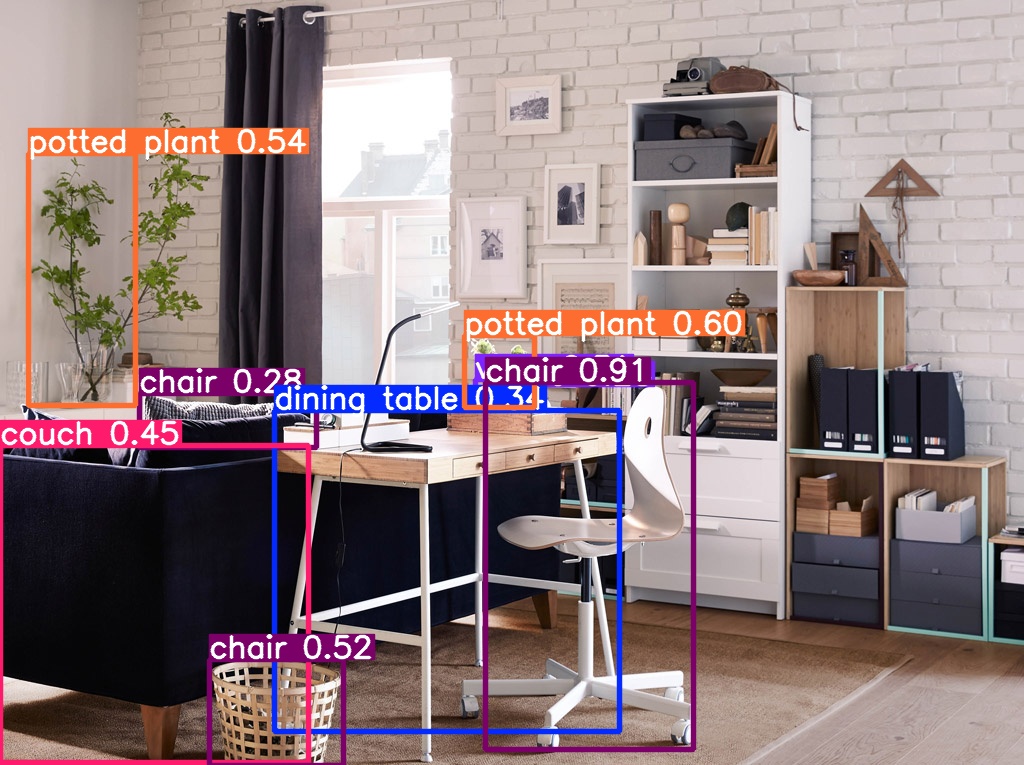 potted plant 0.54
potted plant 0.60
chair 0.28
chair 0.91
dining table 0.34
couch 0.45
chair 0.52